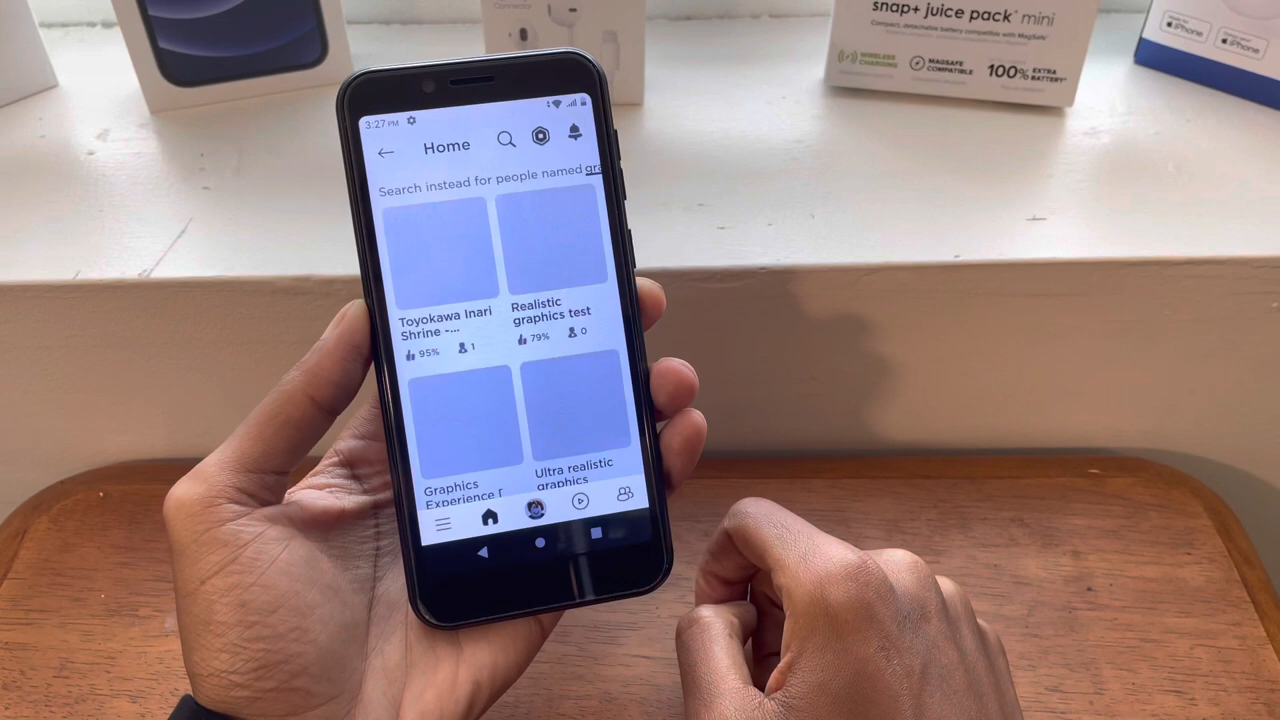 Connector
snap+ juice pack® mini
Compact, detachable battery compatible with MagSafe®
WIRELESS
CHARGING
MAGSAFE
COMPATIBLE
100%
EXTRA
BATTERY*
iPhone
iPhone
3:27 PM
Home
Search instead for people named gra
Toyokawa Inari
Shrine -...
95% 1
Realistic
graphics test
79% 0
Graphics
Experience [
Ultra realistic
graphics